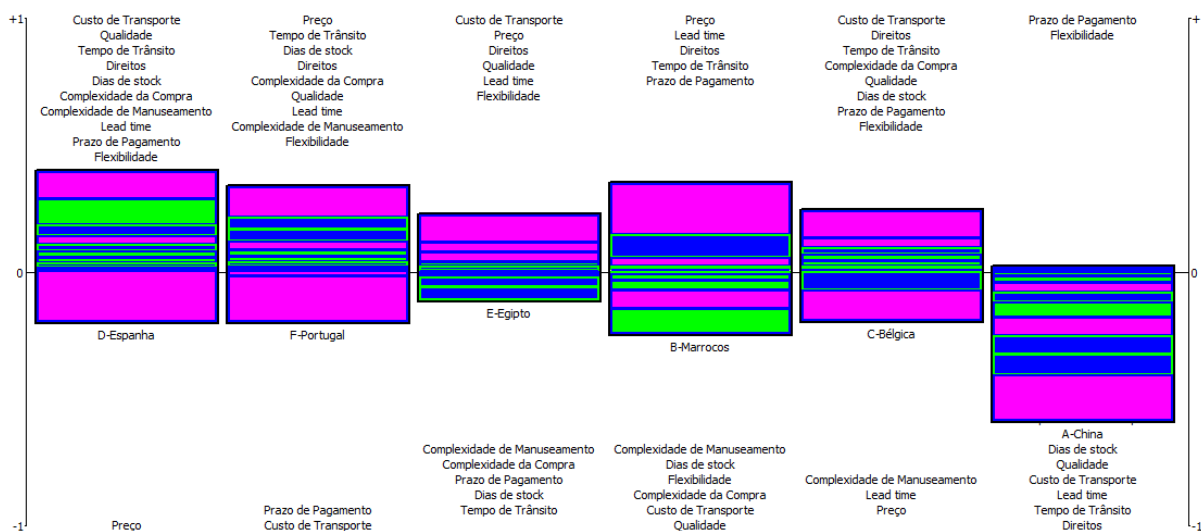 +1
Custo de Transporte
Qualidade
Tempo de Trânsito
Direitos
Dias de stock
Complexidade da Compra
Complexidade de Manuseamento
Lead time
Prazo de Pagamento
Flexibilidade
Preço
Tempo de Trânsito
Dias de stock
Direitos
Complexidade da Compra
Qualidade
Lead time
Complexidade de Manuseamento
Flexibilidade
Custo de Transporte
Preço
Direitos
Qualidade
Lead time
Flexibilidade
Preço
Lead time
Direitos
Tempo de Trânsito
Prazo de Pagamento
Custo de Transporte
Direitos
Tempo de Trânsito
Complexidade da Compra
Qualidade
Dias de stock
Prazo de Pagamento
Flexibilidade
Prazo de Pagamento
Flexibilidade
+
0
0
D-Espanha
F-Portugal
E-Egipto
B-Marrocos
C-Bélgica
A-China
Preço
Prazo de Pagamento
Custo de Transporte
Complexidade de Manuseamento
Complexidade da Compra
Prazo de Pagamento
Dias de stock
Tempo de Trânsito
Complexidade de Manuseamento
Dias de stock
Flexibilidade
Complexidade da Compra
Custo de Transporte
Qualidade
Complexidade de Manuseamento
Lead time
Preço
Dias de stock
Qualidade
Custo de Transporte
Lead time
Tempo de Trânsito
Direitos
-1
-1